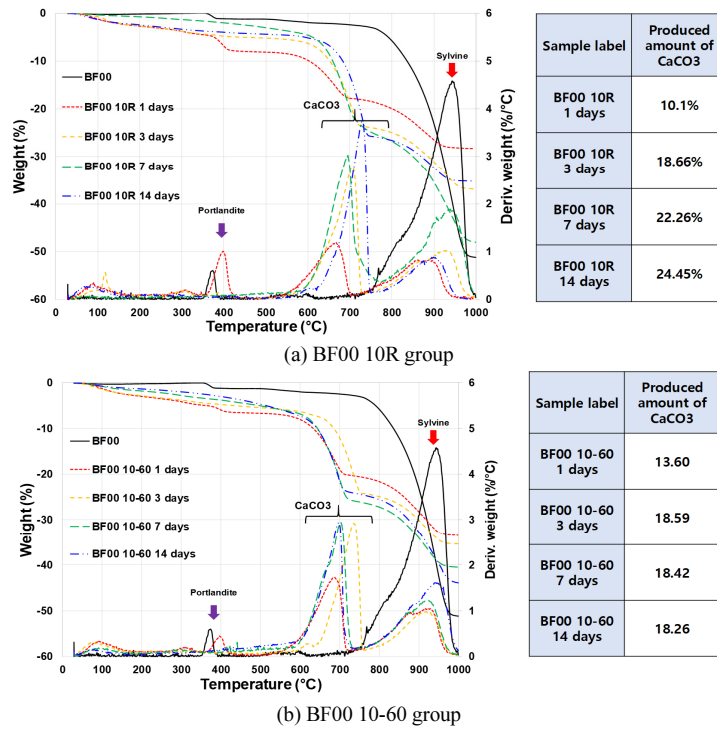 0
-10
-20
-30
-40
-50
-60
Weight (%)
6
5
4
3
2
1
0
Deriv. weight (%/°C)
BF00
BF00 10R 1 days
BF00 10R 3 days
BF00 10R 7 days
BF00 10R 14 days
Sylvine
CaCO3
Portlandite
0 100 200 300 400 500 600 700 800 900 1000
Temperature (°C)
Sample label Produced amount of CaCO3
BF00 10R 1 days 10.1%
BF00 10R 3 days 18.66%
BF00 10R 7 days 22.26%
BF00 10R 14 days 24.45%
(a) BF00 10R group
0
-10
-20
-30
-40
-50
-60
Weight (%)
6
5
4
3
2
1
0
Deriv. weight (%/°C)
BF00
BF00 10-60 1 days
BF00 10-60 3 days
BF00 10-60 7 days
BF00 10-60 14 days
Sylvine
CaCO3
Portlandite
0 100 200 300 400 500 600 700 800 900 1000
Temperature (°C)
Sample label Produced amount of CaCO3
BF00 10-60 1 days 13.60
BF00 10-60 3 days 18.59
BF00 10-60 7 days 18.42
BF00 10-60 14 days 18.26
(b) BF00 10-60 group